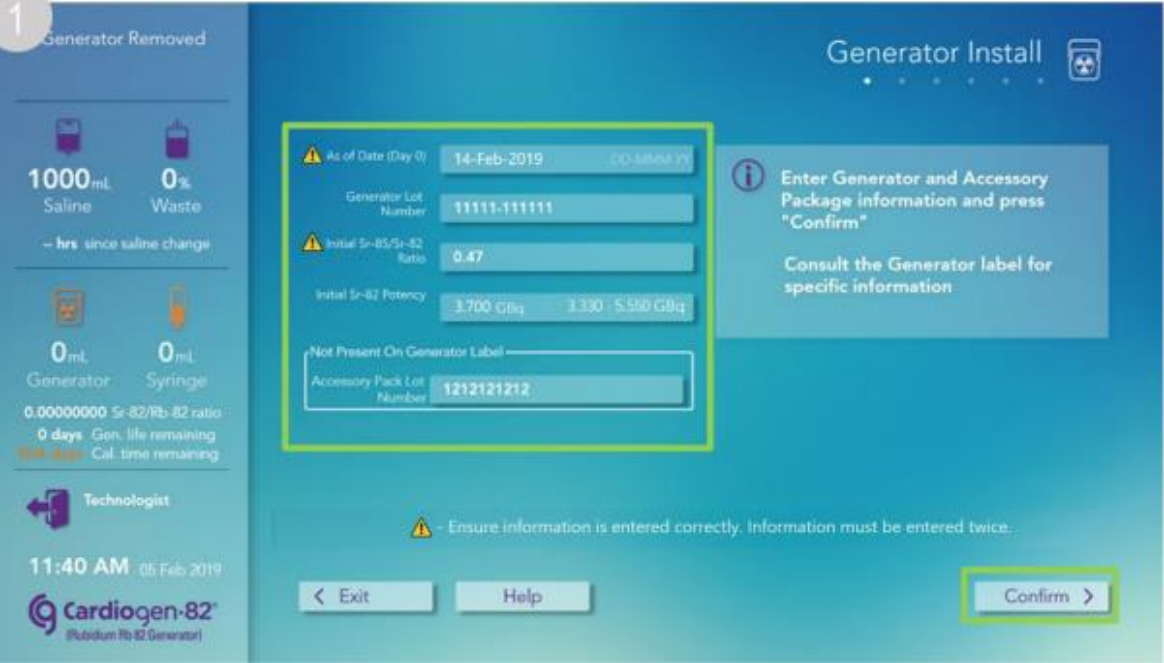 1
Generator Removed
1000mL
Saline
0%
Waste
– hrs since saline change
0mL
Generator
0mL
Syringe
0.00000000 Sr-82/Rb-82 ratio
0 days Gen. life remaining
Cal. time remaining
Technologist
11:40 AM 05 Feb 2019
Cardiogen-82®
(Rubidium Rb 82 Generator)
Generator Install
As of Date (Day 0)
14-Feb-2019
DD-MMM-YY
Generator Lot
Number
11111-111111
Initial Sr-85/Sr-82
Ratio
0.47
Initial Sr-82 Potency
3.700 GBq
3.330 - 5.550 GBq
Not Present On Generator Label
Accessory Pack Lot
Number
1212121212
Enter Generator and Accessory
Package information and press
"Confirm"
Consult the Generator label for
specific information
- Ensure information is entered correctly. Information must be entered twice.
< Exit
Help
Confirm >